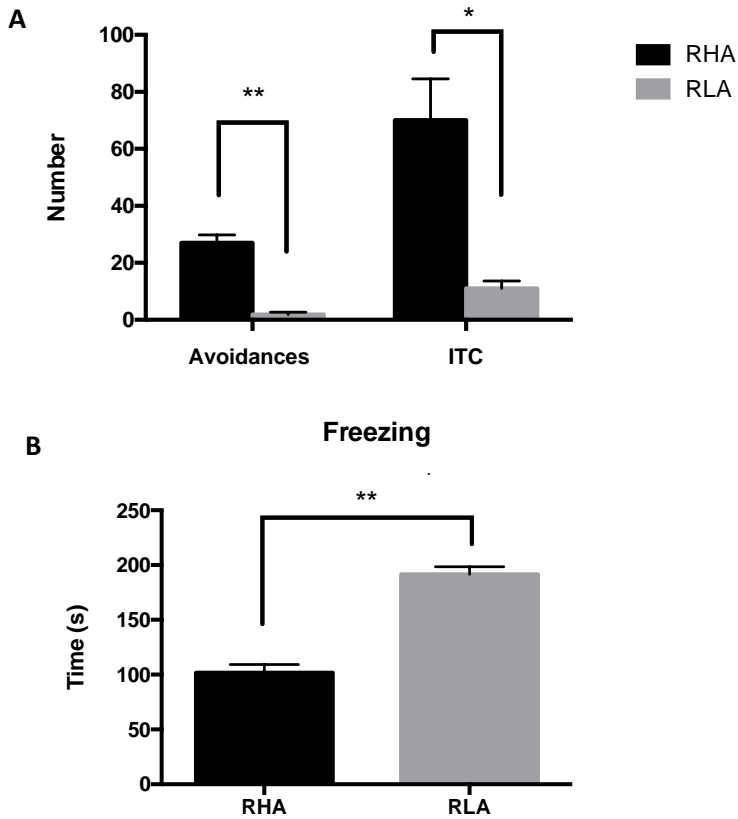 A
100
80
60
40
20
0
Number
**
*
Avoidances
ITC
RHA
RLA
B
Freezing
250
200
150
100
50
0
Time (s)
**
RHA
RLA